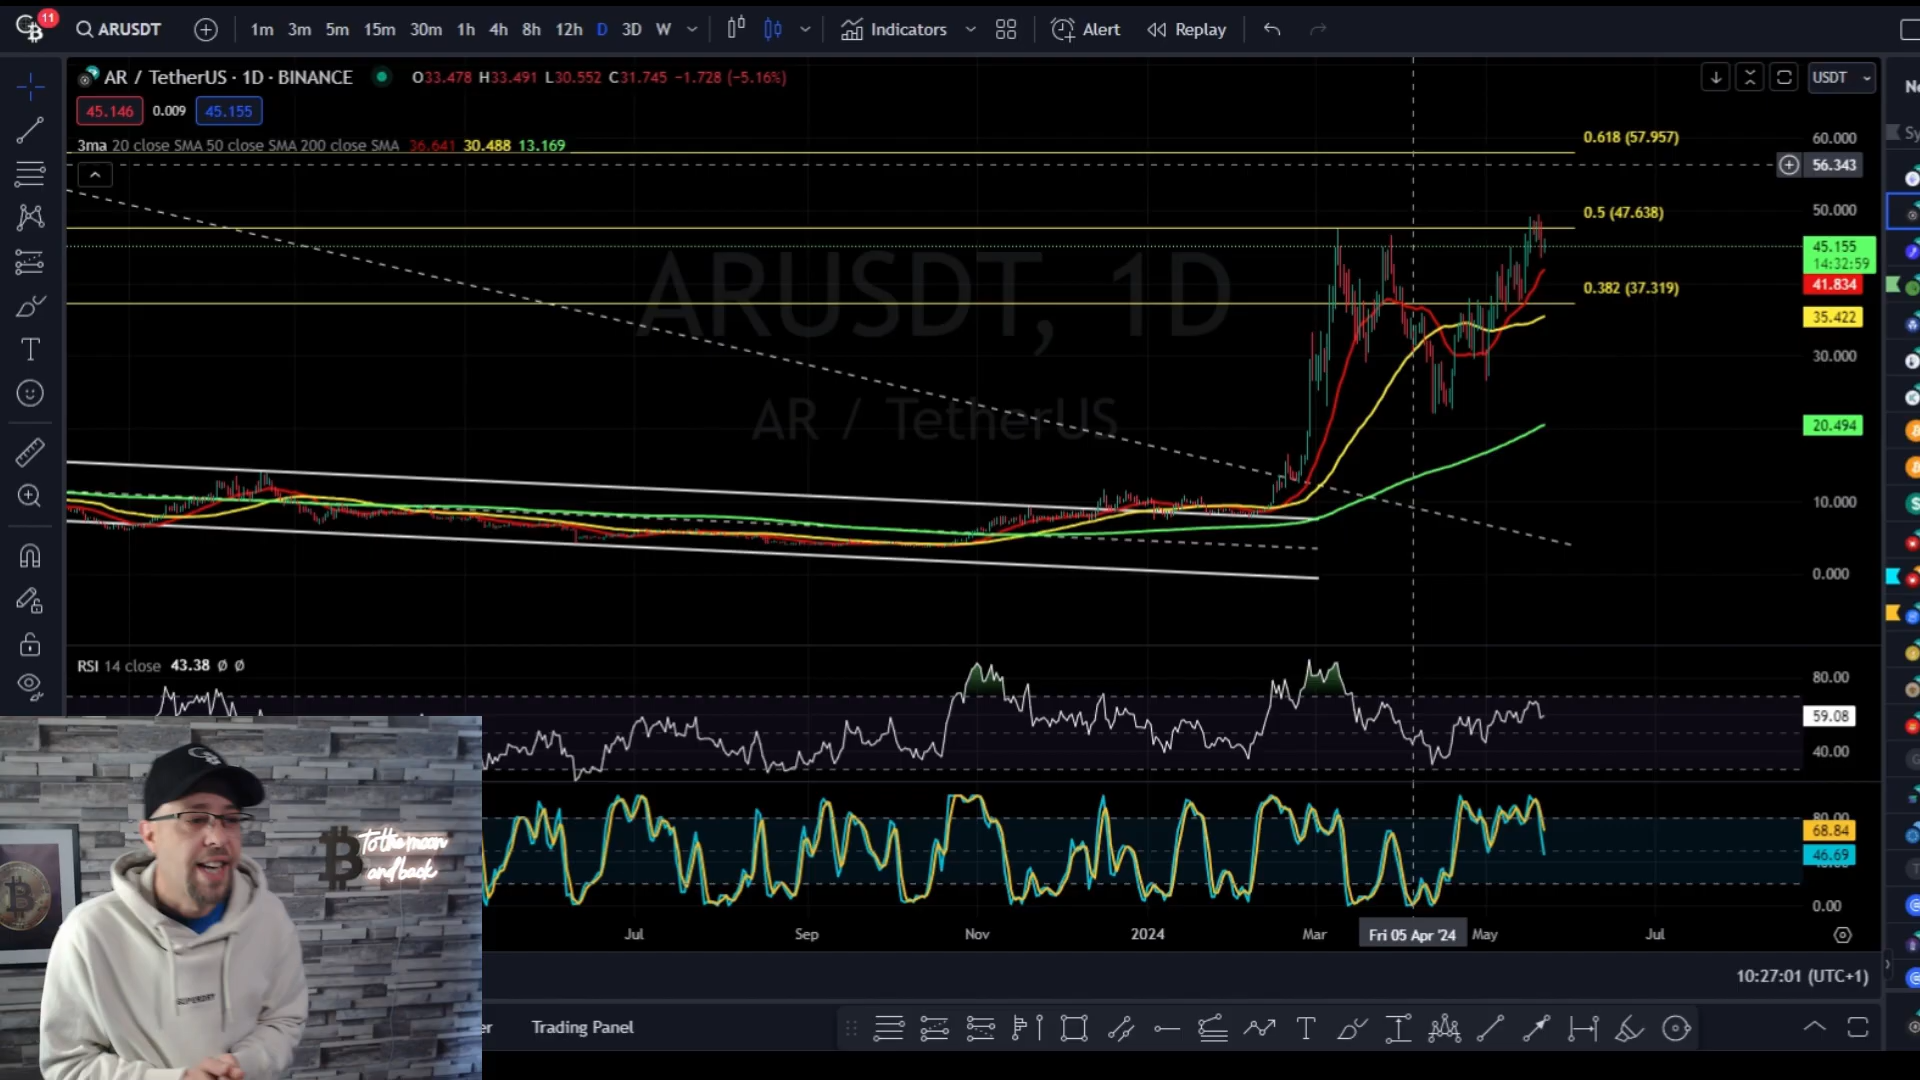 11
ARUSDT
1m 3m 5m 15m 30m 1h 4h 8h 12h D 3D W
Indicators
Alert
Replay
AR / TetherUS · 1D · BINANCE
O33.478 H33.491 L30.552 C31.745 −1.728 (−5.16%)
USDT
45.146 0.009 45.155
3ma 20 close SMA 50 close SMA 200 close SMA 36.641 30.488 13.169
0.618 (57.957)
60.000
56.343
0.5 (47.638)
50.000
45.155
14:32:59
41.834
0.382 (37.319)
35.422
30.000
20.494
10.000
0.000
ARUSDT, 1D
AR / TetherUS
RSI 14 close 43.38 Ø Ø
80.00
59.08
40.00
80.00
68.84
46.69
0.00
Jul Sep Nov 2024 Mar Fri 05 Apr '24 May Jul
10:27:01 (UTC+1)
er
Trading Panel
To the moon
and back
SUPERDRY